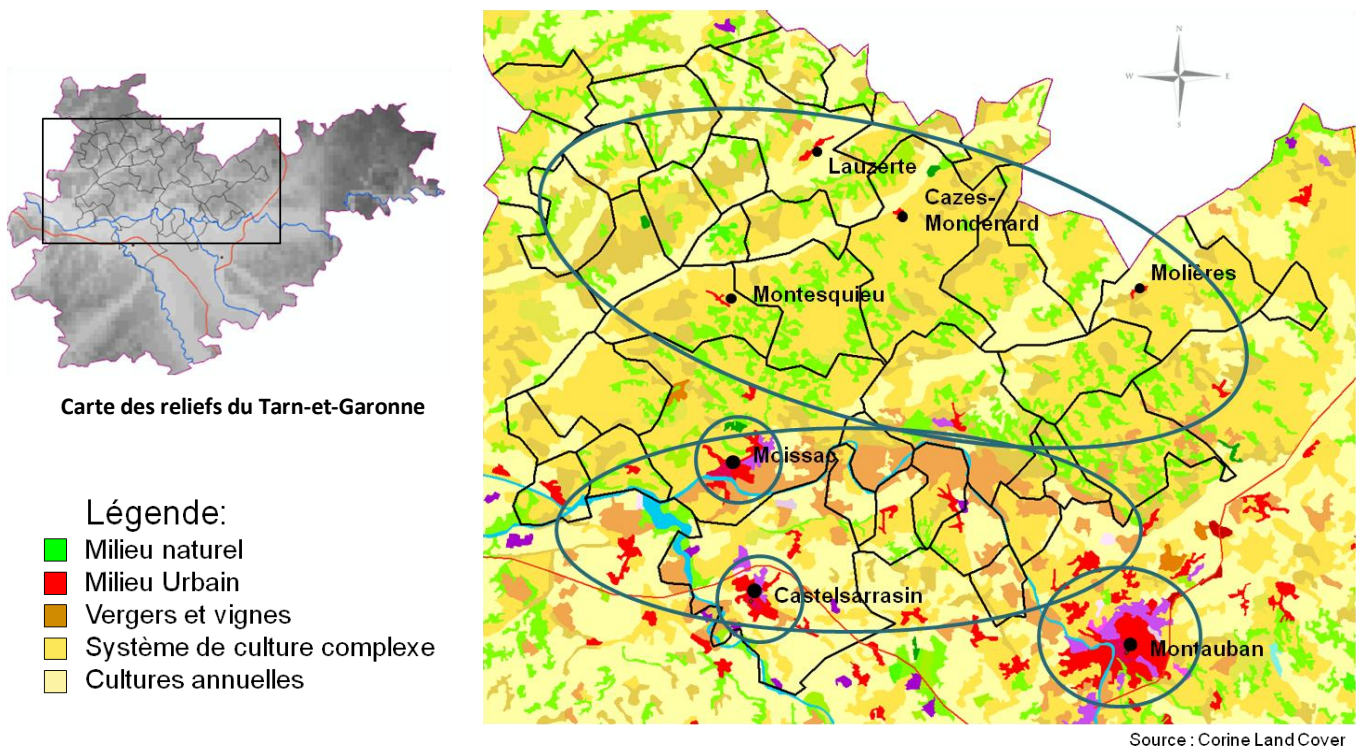 Carte des reliefs du Tarn-et-Garonne
Légende:
Milieu naturel
Milieu Urbain
Vergers et vignes
Système de culture complexe
Cultures annuelles
N
W
E
S
Lauzerte
Cazes-
Mondenard
Molières
Montesquieu
Moissac
Castelsarrasin
Montauban
Source : Corine Land Cover